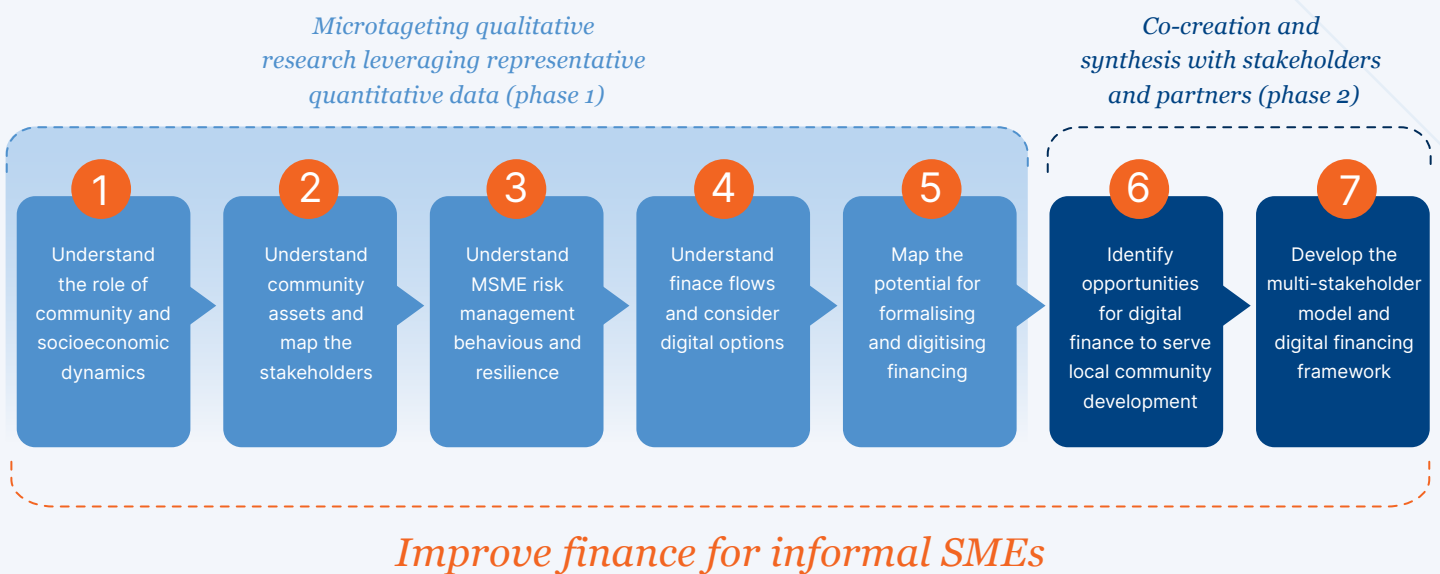 Microtageting qualitative
research leveraging representative
quantitative data (phase 1)
Co-creation and
synthesis with stakeholders
and partners (phase 2)
1
Understand
the role of
community and
socioeconomic
dynamics
2
Understand
community
assets and
map the
stakeholders
3
Understand
MSME risk
management
behavious and
resilience
4
Understand
finace flows
and consider
digital options
5
Map the
potential for
formalising
and digitising
financing
6
Identify
opportunities
for digital
finance to serve
local community
development
7
Develop the
multi-stakeholder
model and
digital financing
framework
Improve finance for informal SMEs